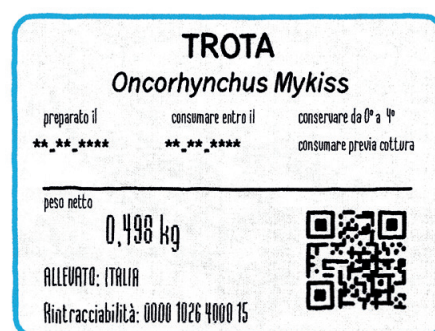 TROTA
Oncorhynchus Mykiss
preparato il consumare entro il conservare da 0° a 4°
**_**_**** **_**_**** consumare previa cottura
peso netto
0,498 kg
ALLEVATO: ITALIA
Rintracciabilità: 0000 1026 4000 15